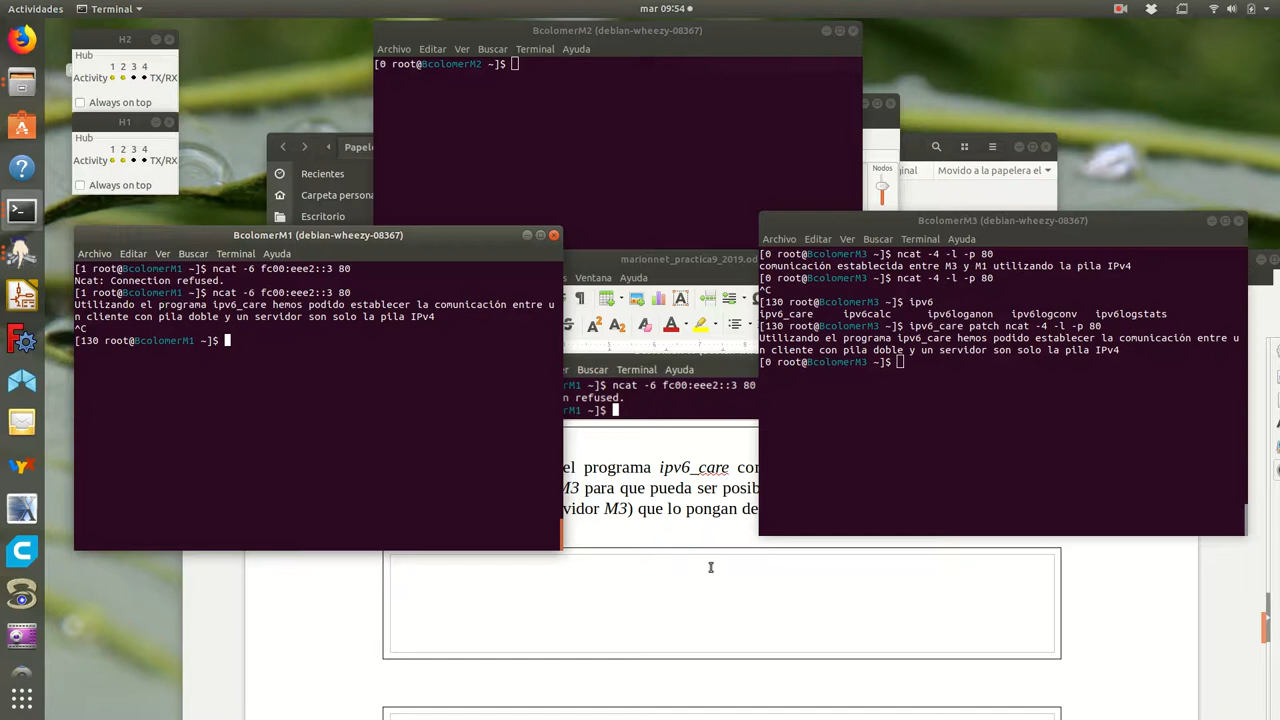 Actividades
Terminal
mar 09:54
H2
Hub
1 2 3 4
Activity TX/RX
Always on top
H1
Hub
1 2 3 4
Activity TX/RX
Always on top
BcolomerM2 (debian-wheezy-08367)
Archivo Editar Ver Buscar Terminal Ayuda
[0 root@BcolomerM2 ~]$
Papele
Recientes
Carpeta persona
Escritorio
Nodos
ginal
Movido a la papelera el
BcolomerM1 (debian-wheezy-08367)
Archivo Editar Ver Buscar Terminal Ayuda
[1 root@BcolomerM1 ~]$ ncat -6 fc00:eee2::3 80
Ncat: Connection refused.
[1 root@BcolomerM1 ~]$ ncat -6 fc00:eee2::3 80
Utilizando el programa ipv6_care hemos podido establecer la comunicación entre u
n cliente con pila doble y un servidor son solo la pila IPv4
^C
[130 root@BcolomerM1 ~]$
BcolomerM3 (debian-wheezy-08367)
Archivo Editar Ver Buscar Terminal Ayuda
[0 root@BcolomerM3 ~]$ ncat -4 -l -p 80
comunicación establecida entre M3 y M1 utilizando la pila IPv4
[0 root@BcolomerM3 ~]$ ncat -4 -l -p 80
^C
[130 root@BcolomerM3 ~]$ ipv6
ipv6_care ipv6calc ipv6loganon ipv6logconv ipv6logstats
[130 root@BcolomerM3 ~]$ ipv6_care patch ncat -4 -l -p 80
Utilizando el programa ipv6_care hemos podido establecer la comunicación entre u
n cliente con pila doble y un servidor son solo la pila IPv4
[0 root@BcolomerM3 ~]$
marionnet_practica9_2019.od
Ventana Ayuda
Buscar Terminal Ayuda
rM1 ~]$ ncat -6 fc00:eee2::3 80
n refused.
rM1 ~]$
el programa ipv6_care con
M3 para que pueda ser posib
vidor M3) que lo pongan de